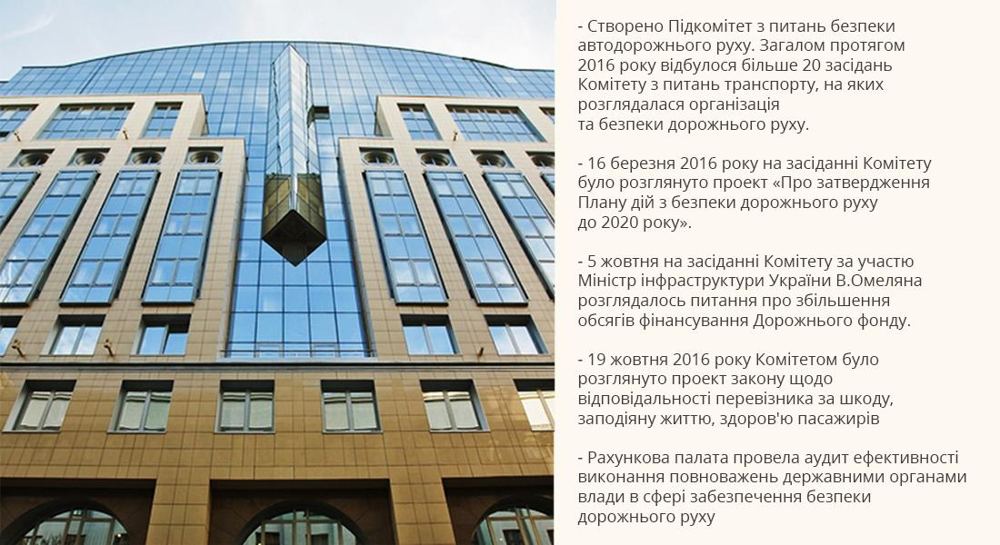 - Створено Підкомітет з питань безпеки
автодорожнього руху. Загалом протягом
2016 року відбулося більше 20 засідань
Комітету з питань транспорту, на яких
розглядалася організація
та безпеки дорожнього руху.
- 16 березня 2016 року на засіданні Комітету
було розглянуто проект «Про затвердження
Плану дій з безпеки дорожнього руху
до 2020 року».
- 5 жовтня на засіданні Комітету за участю
Міністр інфраструктури України В.Омеляна
розглядалось питання про збільшення
обсягів фінансування Дорожнього фонду.
- 19 жовтня 2016 року Комітетом було
розглянуто проект закону щодо
відповідальності перевізника за шкоду,
заподіяну життю, здоров'ю пасажирів
- Рахункова палата провела аудит ефективності
виконання повноважень державними органами
влади в сфері забезпечення безпеки
дорожнього руху